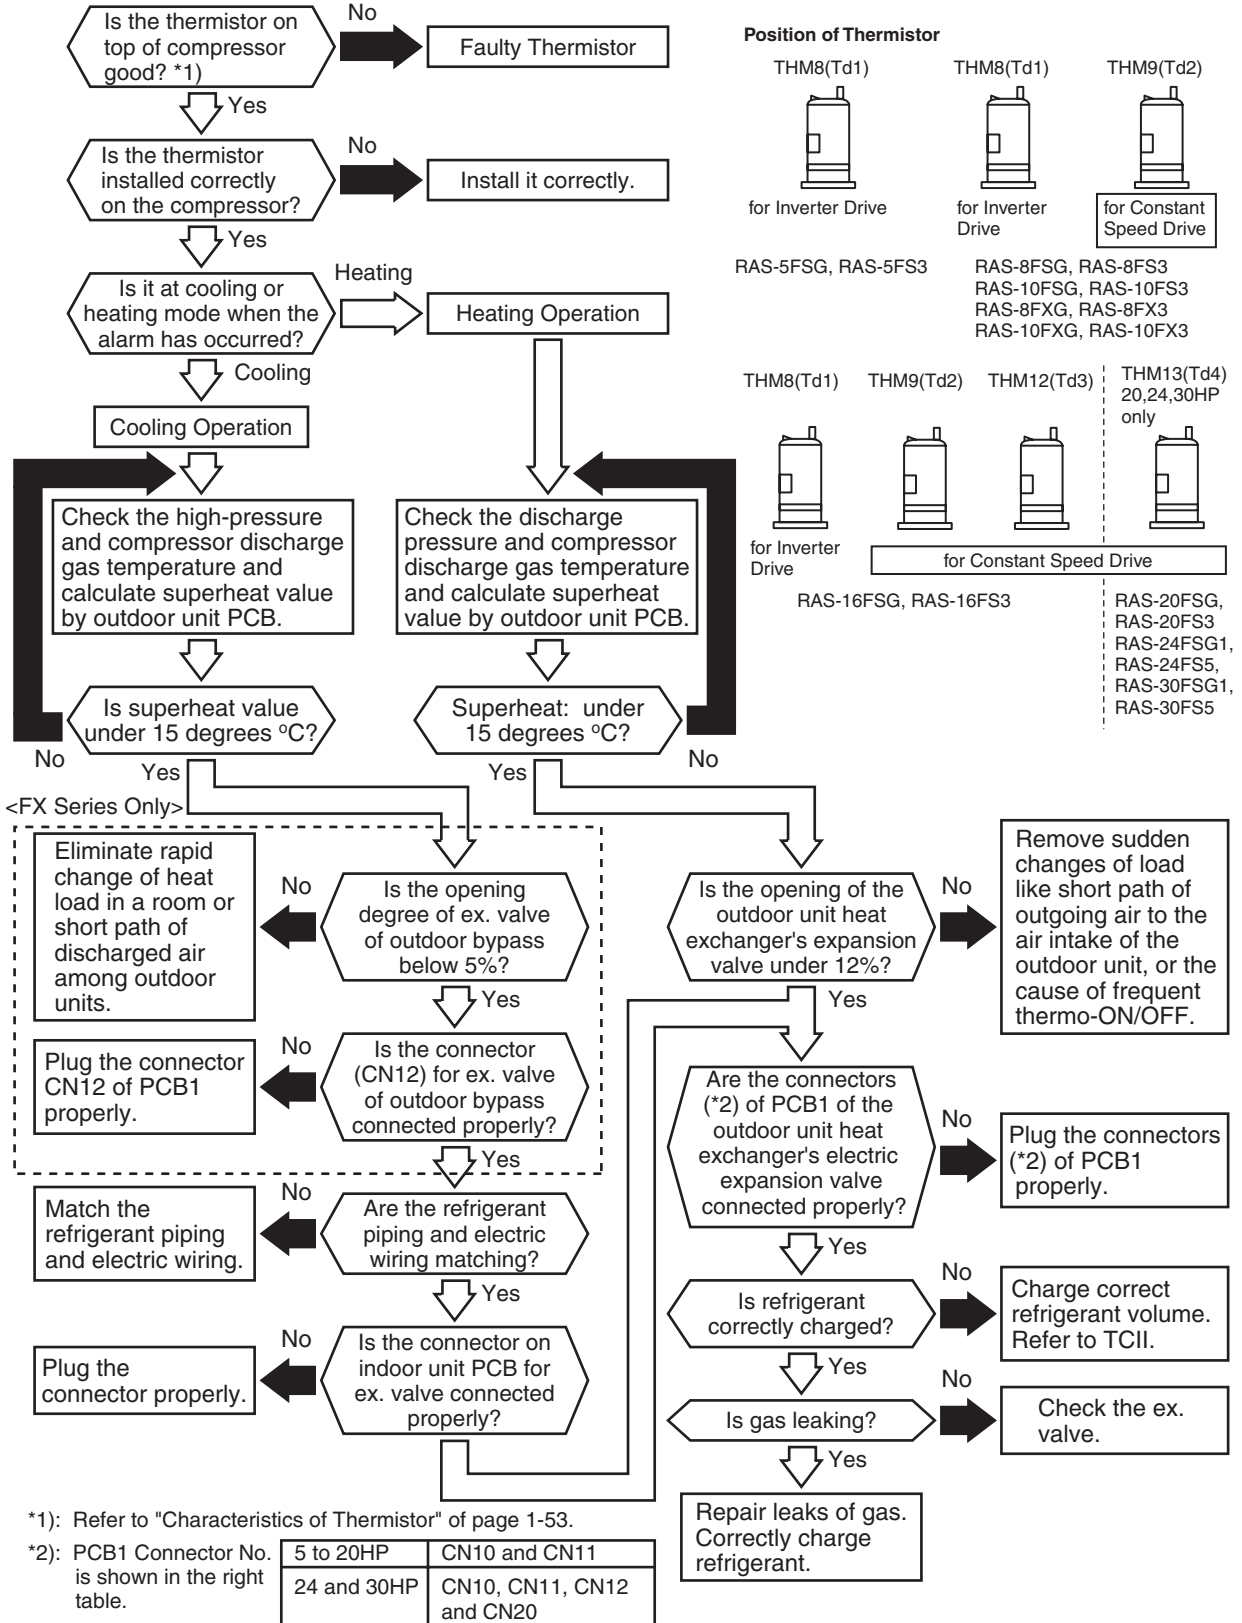 Is the thermistor on
top of compressor
good? *1)
No
Faulty Thermistor
Yes
Is the thermistor
installed correctly
on the compressor?
No
Install it correctly.
Yes
Is it at cooling or
heating mode when the
alarm has occurred?
Heating
Heating Operation
Cooling
Cooling Operation
Check the high-pressure
and compressor discharge
gas temperature and
calculate superheat value
by outdoor unit PCB.
Check the discharge
pressure and compressor
discharge gas temperature
and calculate superheat
value by outdoor unit PCB.
Is superheat value
under 15 degrees ºC?
No
Yes
Superheat: under
15 degrees ºC?
Yes
No
<FX Series Only>
Eliminate rapid
change of heat
load in a room or
short path of
discharged air
among outdoor
units.
No
Is the opening
degree of ex. valve
of outdoor bypass
below 5%?
Yes
Plug the connector
CN12 of PCB1
properly.
No
Is the connector
(CN12) for ex. valve
of outdoor bypass
connected properly?
Yes
Match the
refrigerant piping
and electric wiring.
No
Are the refrigerant
piping and electric
wiring matching?
Yes
Plug the
connector properly.
No
Is the connector on
indoor unit PCB for
ex. valve connected
properly?
Is the opening of the
outdoor unit heat
exchanger's expansion
valve under 12%?
No
Remove sudden
changes of load
like short path of
outgoing air to the
air intake of the
outdoor unit, or the
cause of frequent
thermo-ON/OFF.
Yes
Are the connectors
(*2) of PCB1 of the
outdoor unit heat
exchanger's electric
expansion valve
connected properly?
No
Plug the connectors
(*2) of PCB1
properly.
Yes
Is refrigerant
correctly charged?
No
Charge correct
refrigerant volume.
Refer to TCII.
Yes
Is gas leaking?
No
Check the ex.
valve.
Yes
Repair leaks of gas.
Correctly charge
refrigerant.
Position of Thermistor
THM8(Td1)
for Inverter Drive
RAS-5FSG, RAS-5FS3
THM8(Td1)
THM9(Td2)
for Inverter
Drive
for Constant
Speed Drive
RAS-8FSG, RAS-8FS3
RAS-10FSG, RAS-10FS3
RAS-8FXG, RAS-8FX3
RAS-10FXG, RAS-10FX3
THM8(Td1)
THM9(Td2)
THM12(Td3)
THM13(Td4)
20,24,30HP
only
for Inverter
Drive
for Constant Speed Drive
RAS-16FSG, RAS-16FS3
RAS-20FSG,
RAS-20FS3
RAS-24FSG1,
RAS-24FS5,
RAS-30FSG1,
RAS-30FS5
*1): Refer to "Characteristics of Thermistor" of page 1-53.
*2): PCB1 Connector No.
is shown in the right
table.
5 to 20HP
CN10 and CN11
24 and 30HP
CN10, CN11, CN12
and CN20